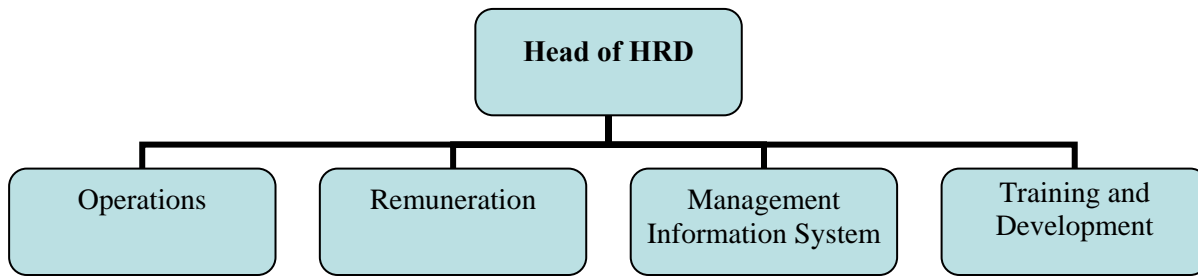 Head of HRD
Operations
Remuneration
Management
Information System
Training and
Development